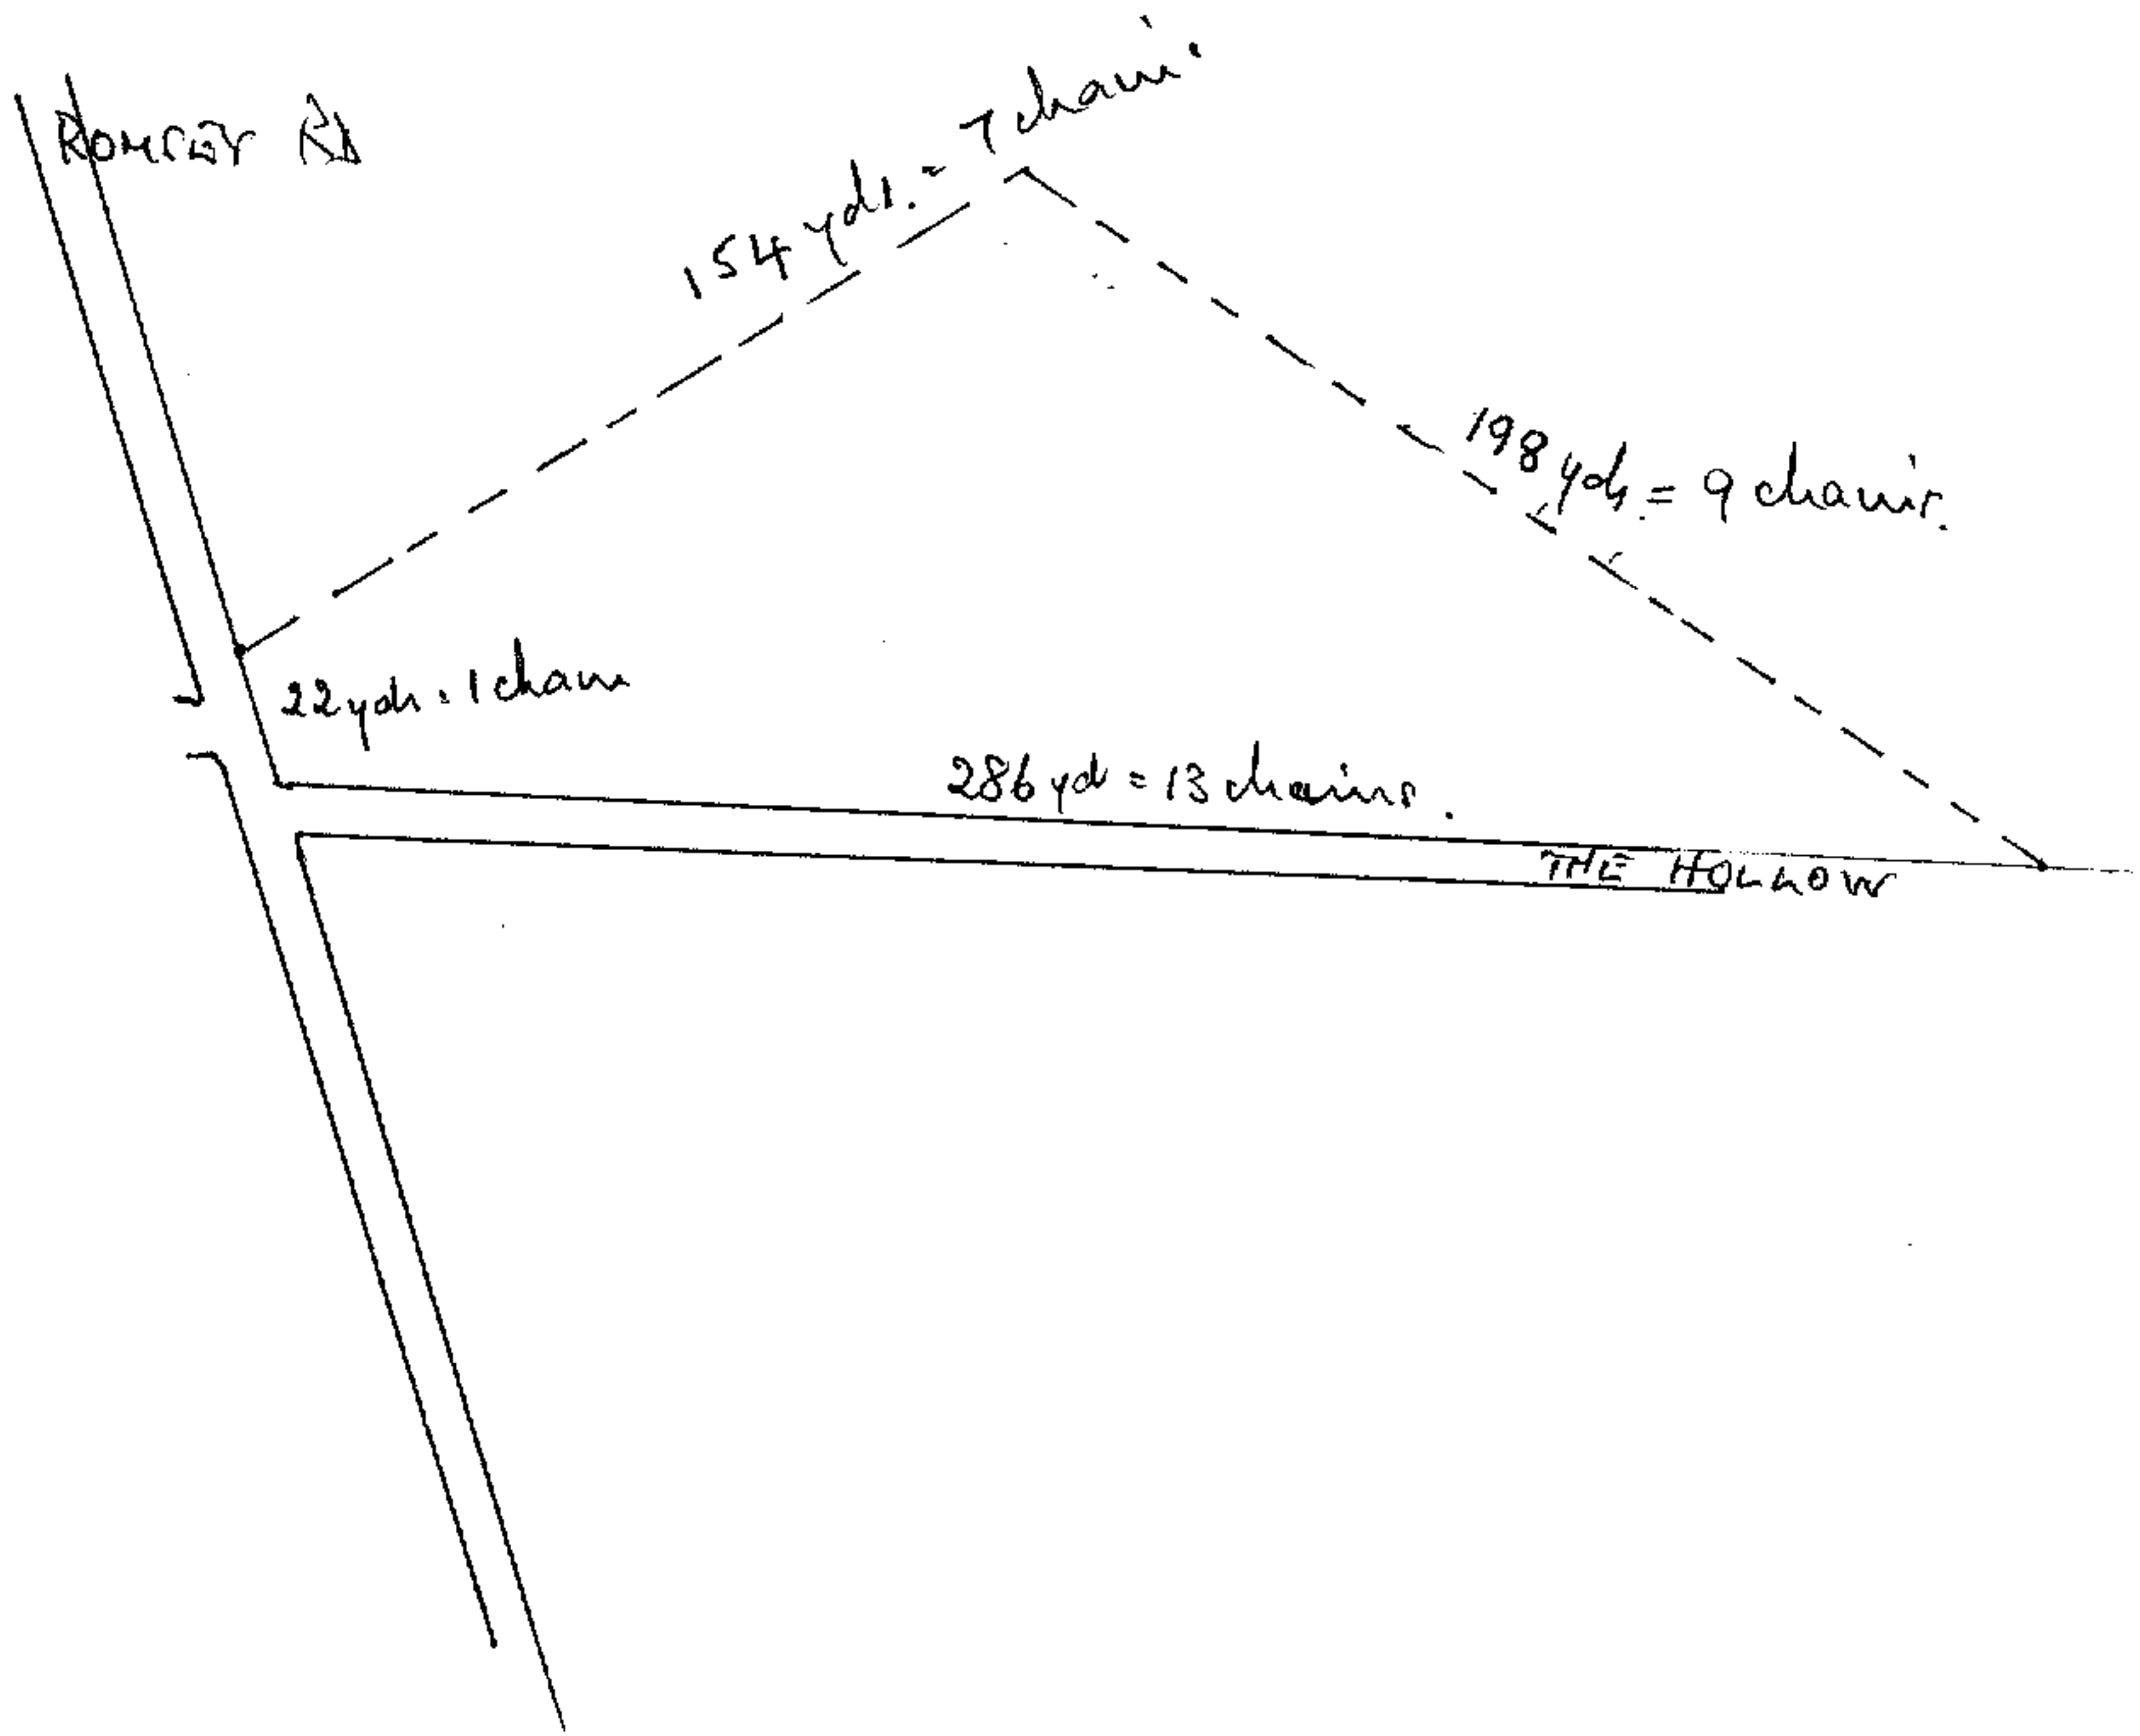 ROMSEY RD
154 yds. = 7 chains
198 yds. = 9 chains.
22 yds = 1 chain
286 yd = 13 chains.
THE HOLLOW